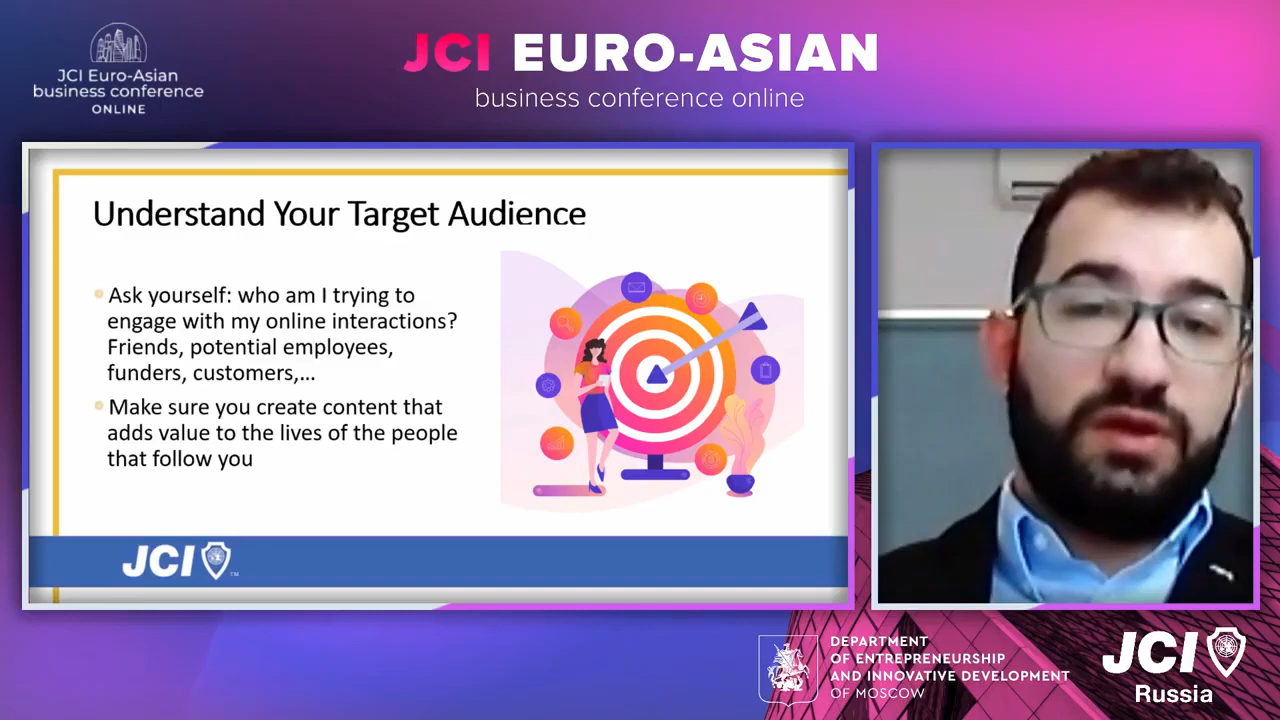 JCI Euro-Asian
business conference
ONLINE
JCI EURO-ASIAN
business conference online
Understand Your Target Audience
Ask yourself: who am I trying to
engage with my online interactions?
Friends, potential employees,
funders, customers,...
Make sure you create content that
adds value to the lives of the people
that follow you
JCI
TM
DEPARTMENT
OF ENTREPRENEURSHIP
AND INNOVATIVE DEVELOPMENT
OF MOSCOW
JCI
Russia